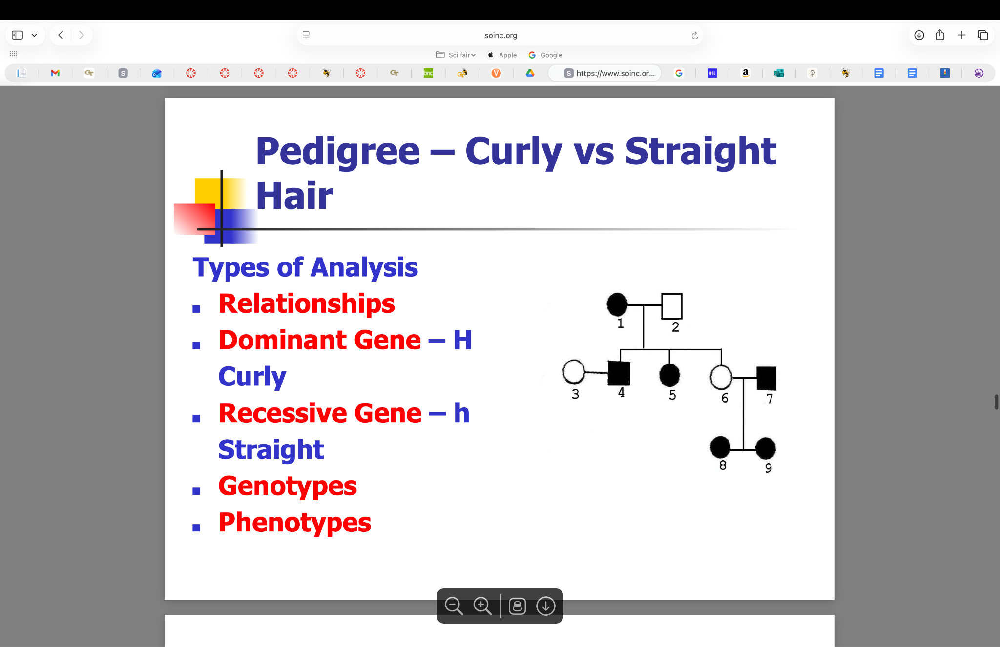 soinc.org
Sci fair
Apple
Google
https://www.soinc.or...
Pedigree – Curly vs Straight
Hair
Types of Analysis
Relationships
Dominant Gene – H
Curly
Recessive Gene – h
Straight
Genotypes
Phenotypes
1
2
3
4
5
6
7
8
9